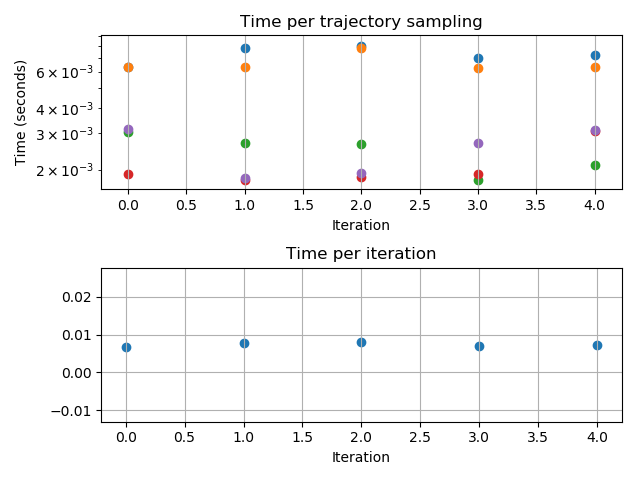 Time per trajectory sampling
Time (seconds)
6 × 10⁻³
4 × 10⁻³
3 × 10⁻³
2 × 10⁻³
0.0 0.5 1.0 1.5 2.0 2.5 3.0 3.5 4.0
Iteration
Time per iteration
0.02
0.01
0.00
−0.01
0.0 0.5 1.0 1.5 2.0 2.5 3.0 3.5 4.0
Iteration